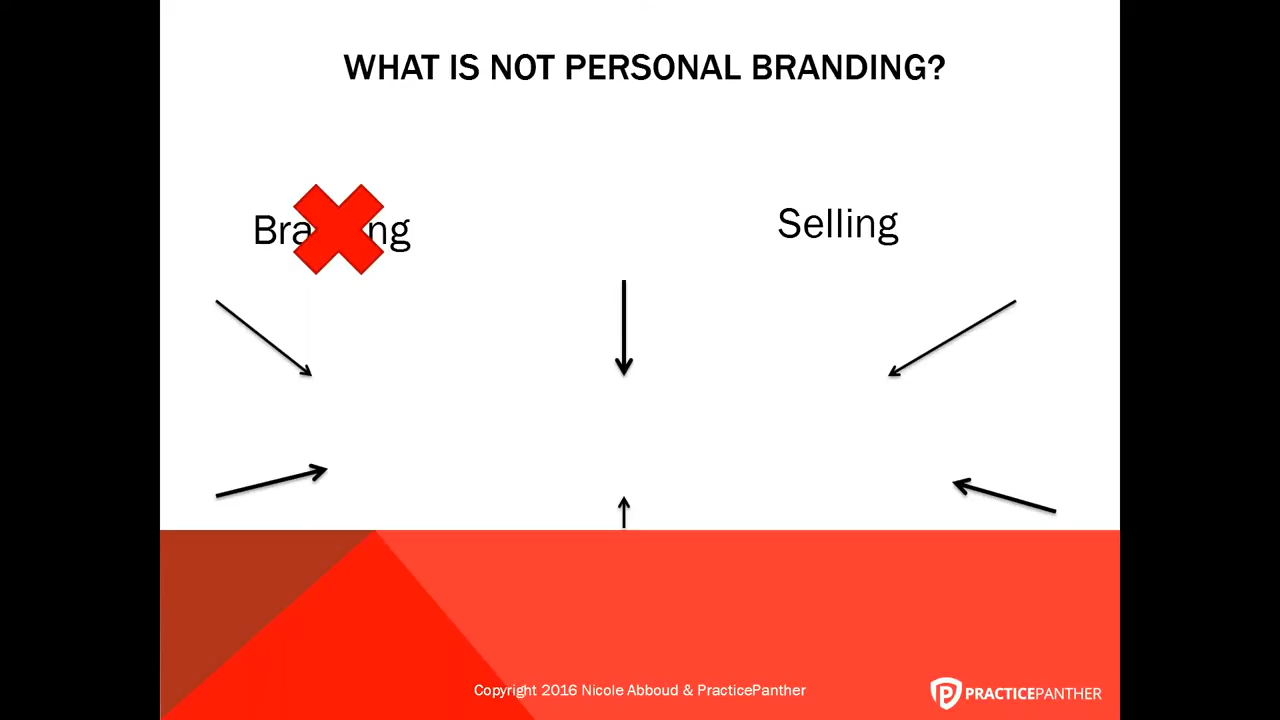 WHAT IS NOT PERSONAL BRANDING?
Selling
Copyright 2016 Nicole Abboud & PracticePanther
PRACTICEPANTHER